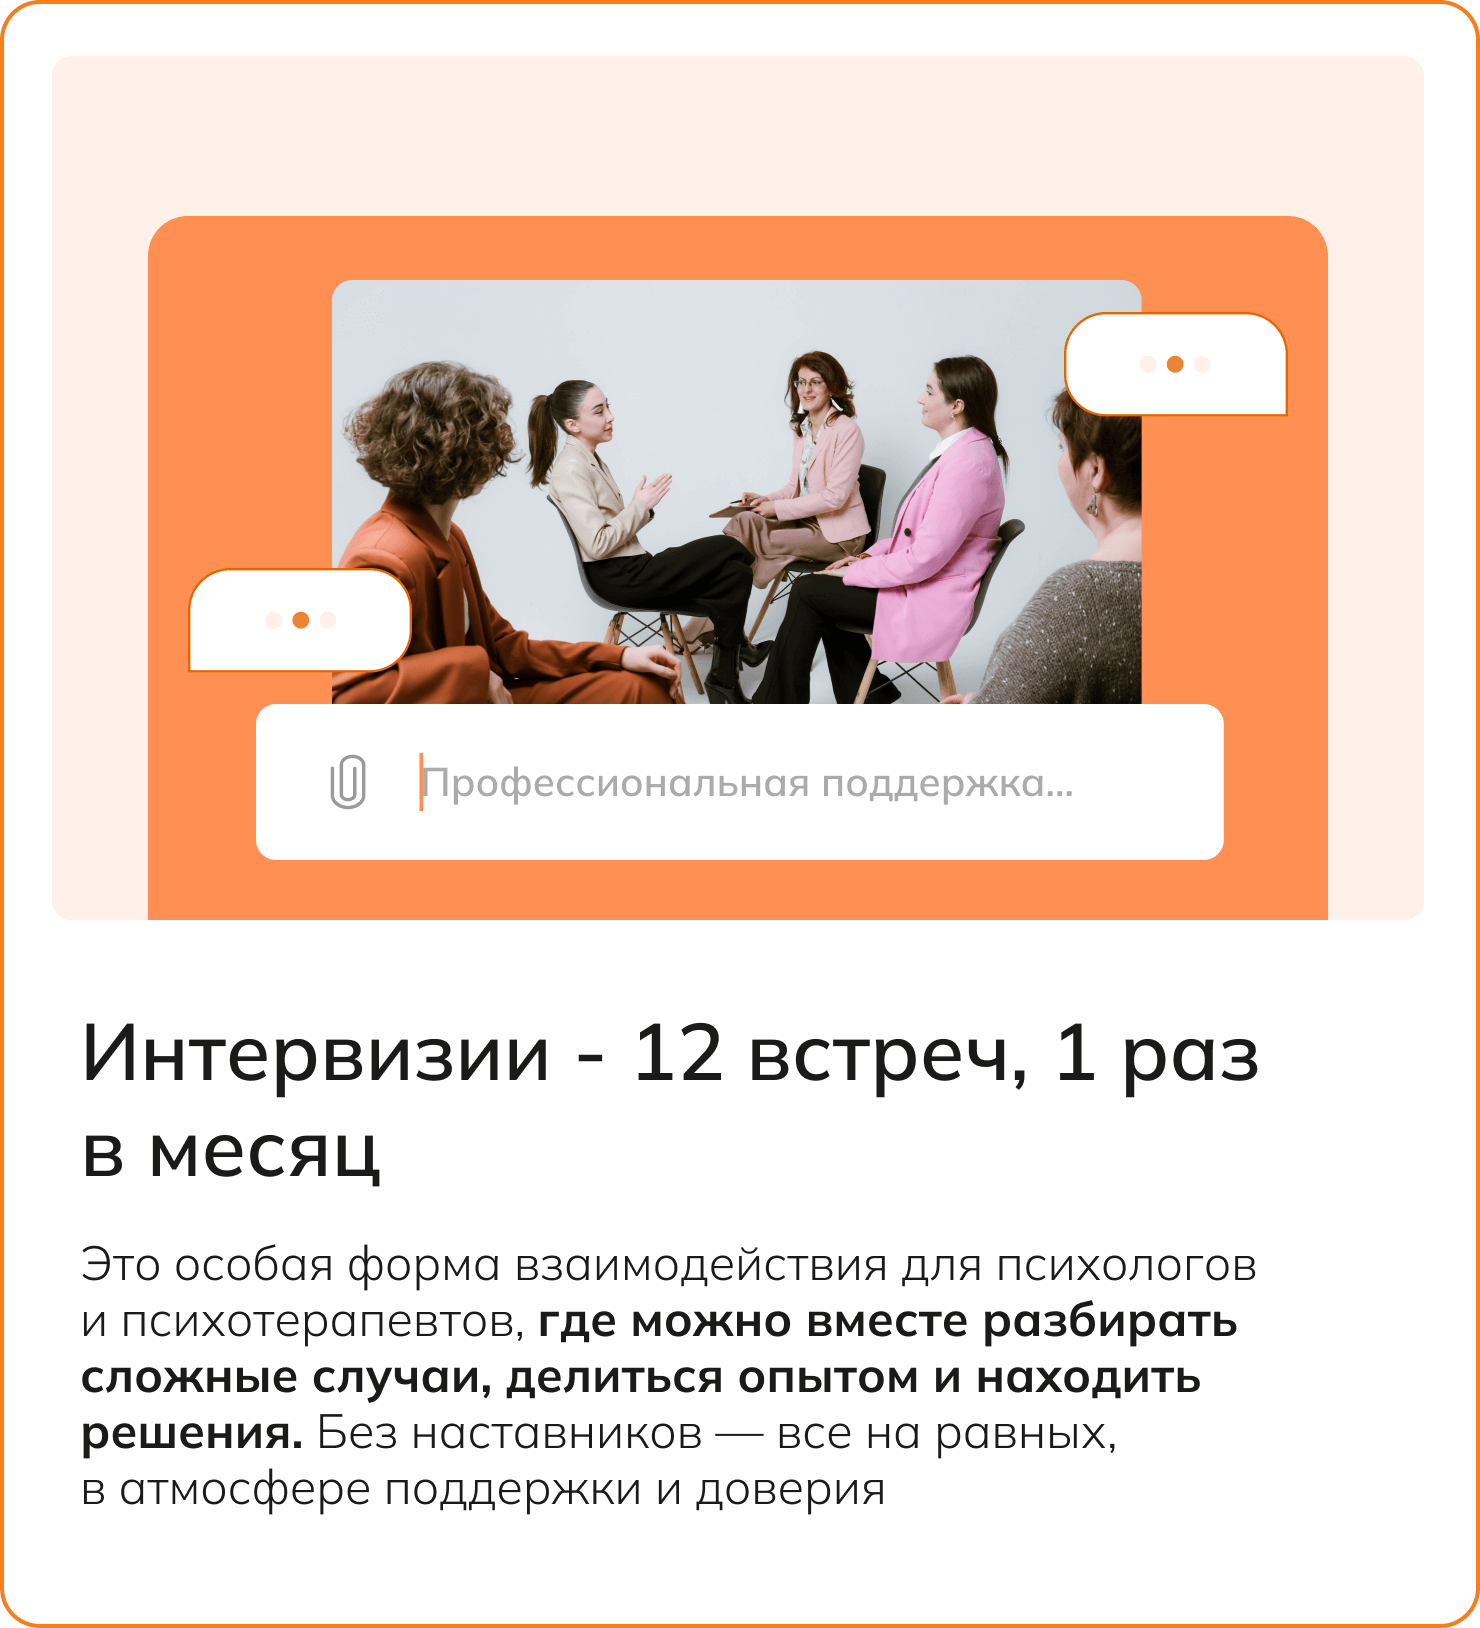 Профессиональная поддержка...
Интервизии - 12 встреч, 1 раз
в месяц
Это особая форма взаимодействия для психологов
и психотерапевтов, где можно вместе разбирать
сложные случаи, делиться опытом и находить
решения. Без наставников — все на равных,
в атмосфере поддержки и доверия